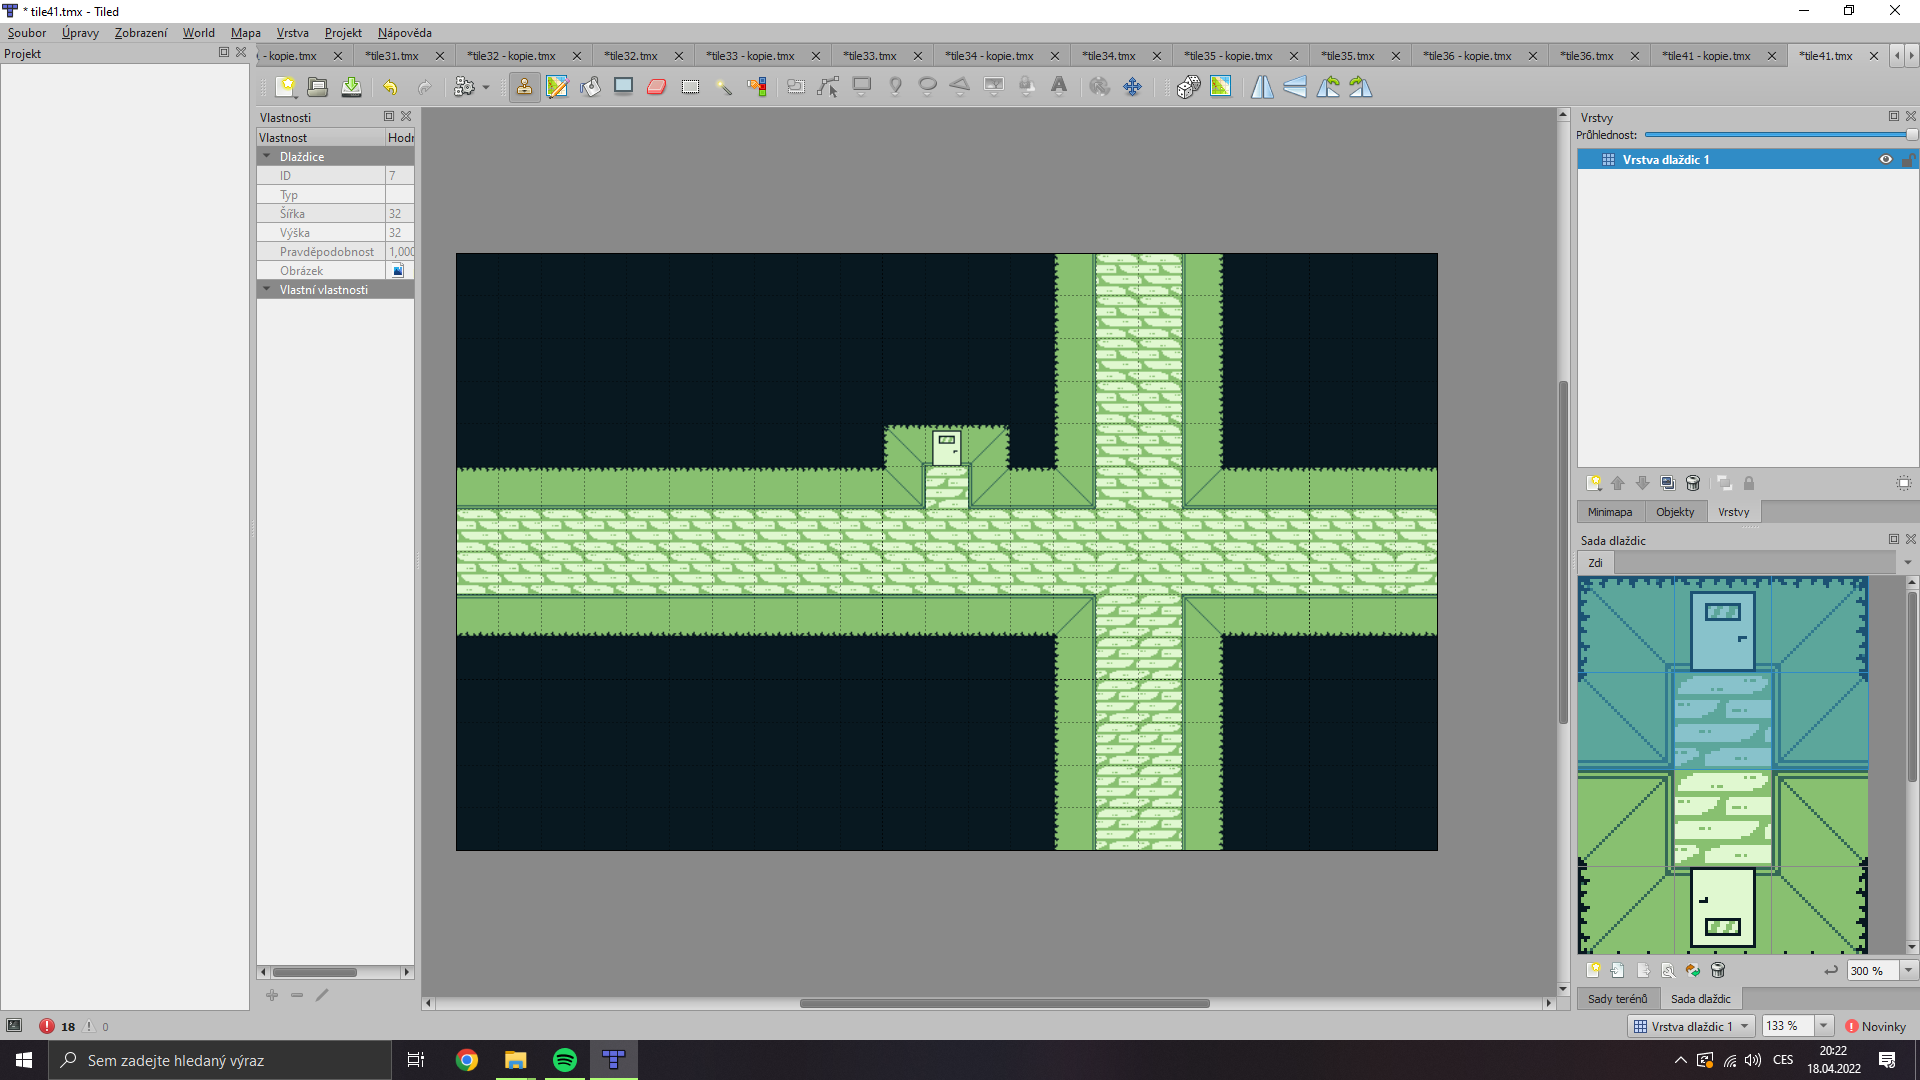 * tile41.tmx - Tiled
Soubor Úpravy Zobrazení World Mapa Vrstva Projekt Nápověda
Projekt
- kopie.tmx *tile31.tmx *tile32 - kopie.tmx *tile32.tmx *tile33 - kopie.tmx *tile33.tmx *tile34 - kopie.tmx *tile34.tmx *tile35 - kopie.tmx *tile35.tmx *tile36 - kopie.tmx *tile36.tmx *tile41 - kopie.tmx *tile41.tmx
Vlastnosti
Vlastnost Hodr
Dlaždice
ID 7
Typ
Šířka 32
Výška 32
Pravděpodobnost 1,000
Obrázek
Vlastní vlastnosti
Vrstvy
Průhlednost:
Vrstva dlaždic 1
Minimapa Objekty Vrstvy
Sada dlaždic
Zdi
300 %
Sady terénů Sada dlaždic
18 0
Vrstva dlaždic 1 133 % Novinky
Sem zadejte hledaný výraz
CES
20:22
18.04.2022